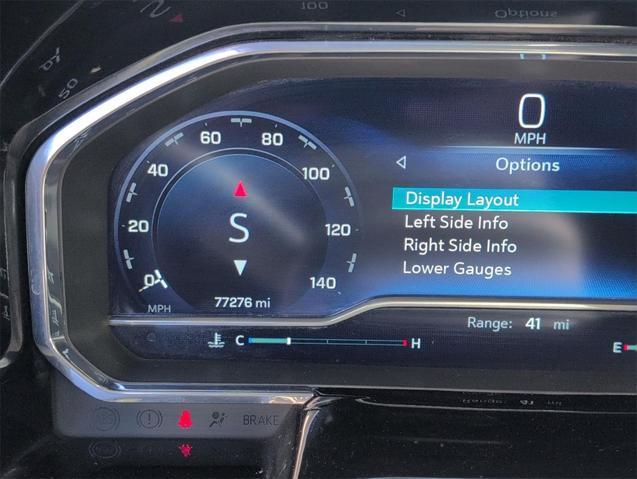 0
MPH
Options
Display Layout
Left Side Info
Right Side Info
Lower Gauges
0
20
40
60
80
100
120
140
S
MPH
77276 mi
Range: 41 mi
C
H
E
BRAKE